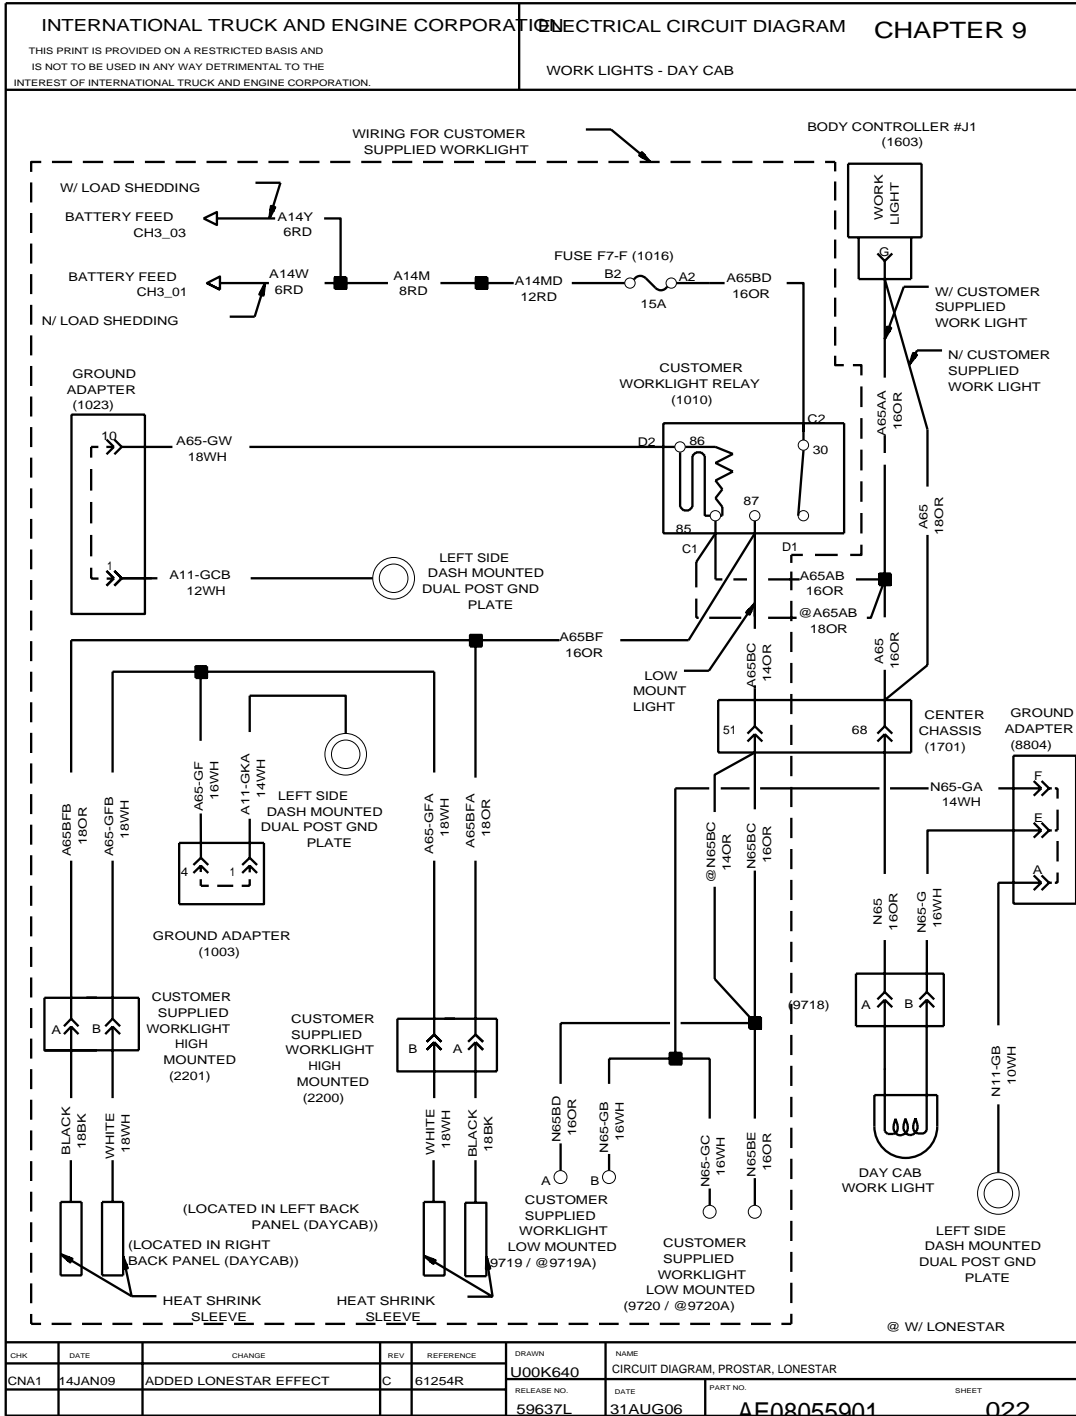 INTERNATIONAL TRUCK AND ENGINE CORPORATION
ELECTRICAL CIRCUIT DIAGRAM
CHAPTER 9
THIS PRINT IS PROVIDED ON A RESTRICTED BASIS AND
IS NOT TO BE USED IN ANY WAY DETRIMENTAL TO THE
INTEREST OF INTERNATIONAL TRUCK AND ENGINE CORPORATION.
WORK LIGHTS - DAY CAB
WIRING FOR CUSTOMER
SUPPLIED WORKLIGHT
BODY CONTROLLER #J1
(1603)
WORK
LIGHT
G
W/ LOAD SHEDDING
BATTERY FEED
CH3_03
A14Y
6RD
BATTERY FEED
CH3_01
A14W
6RD
N/ LOAD SHEDDING
A14M
8RD
A14MD
12RD
FUSE F7-F (1016)
B2
A2
15A
A65BD
16OR
W/ CUSTOMER
SUPPLIED
WORK LIGHT
N/ CUSTOMER
SUPPLIED
WORK LIGHT
GROUND
ADAPTER
(1023)
10
1
A65-GW
18WH
A11-GCB
12WH
CUSTOMER
WORKLIGHT RELAY
(1010)
C2
D2
86
30
87
85
C1
D1
A65AA
16OR
A65
18OR
LEFT SIDE
DASH MOUNTED
DUAL POST GND
PLATE
A65AB
16OR
@A65AB
18OR
A65BF
16OR
A65BC
14OR
A65
16OR
LOW
MOUNT
LIGHT
51
68
CENTER
CHASSIS
(1701)
GROUND
ADAPTER
(8804)
F
E
A
N65-GA
14WH
A65BFB
18OR
A65-GFB
18WH
A65-GF
16WH
A11-GKA
14WH
LEFT SIDE
DASH MOUNTED
DUAL POST GND
PLATE
4
1
GROUND ADAPTER
(1003)
A65-GFA
18WH
A65BFA
18OR
@N65BC
14OR
N65BC
16OR
N65
16OR
N65-G
16WH
A
B
CUSTOMER
SUPPLIED
WORKLIGHT
HIGH
MOUNTED
(2201)
CUSTOMER
SUPPLIED
WORKLIGHT
HIGH
MOUNTED
(2200)
B
A
(9718)
A
B
BLACK
18BK
WHITE
18WH
WHITE
18WH
BLACK
18BK
N65BD
16OR
N65-GB
16WH
N65-GC
16WH
N65BE
16OR
N11-GB
10WH
A
B
DAY CAB
WORK LIGHT
(LOCATED IN LEFT BACK
PANEL (DAYCAB))
(LOCATED IN RIGHT
BACK PANEL (DAYCAB))
HEAT SHRINK
SLEEVE
HEAT SHRINK
SLEEVE
CUSTOMER
SUPPLIED
WORKLIGHT
LOW MOUNTED
(9719 / @9719A)
CUSTOMER
SUPPLIED
WORKLIGHT
LOW MOUNTED
(9720 / @9720A)
LEFT SIDE
DASH MOUNTED
DUAL POST GND
PLATE
@ W/ LONESTAR
CHK DATE CHANGE REV REFERENCE DRAWN NAME
CNA1 14JAN09 ADDED LONESTAR EFFECT C 61254R U00K640 CIRCUIT DIAGRAM, PROSTAR, LONESTAR
RELEASE NO. DATE PART NO. SHEET
59637L 31AUG06 AE08055901 022